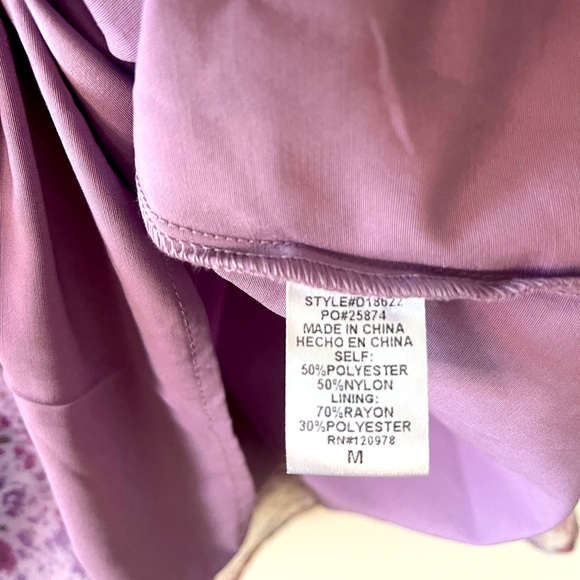 STYLE#D18622
PO#25874
MADE IN CHINA
HECHO EN CHINA
SELF:
50%POLYESTER
50%NYLON
LINING:
70%RAYON
30%POLYESTER
RN#120978
M